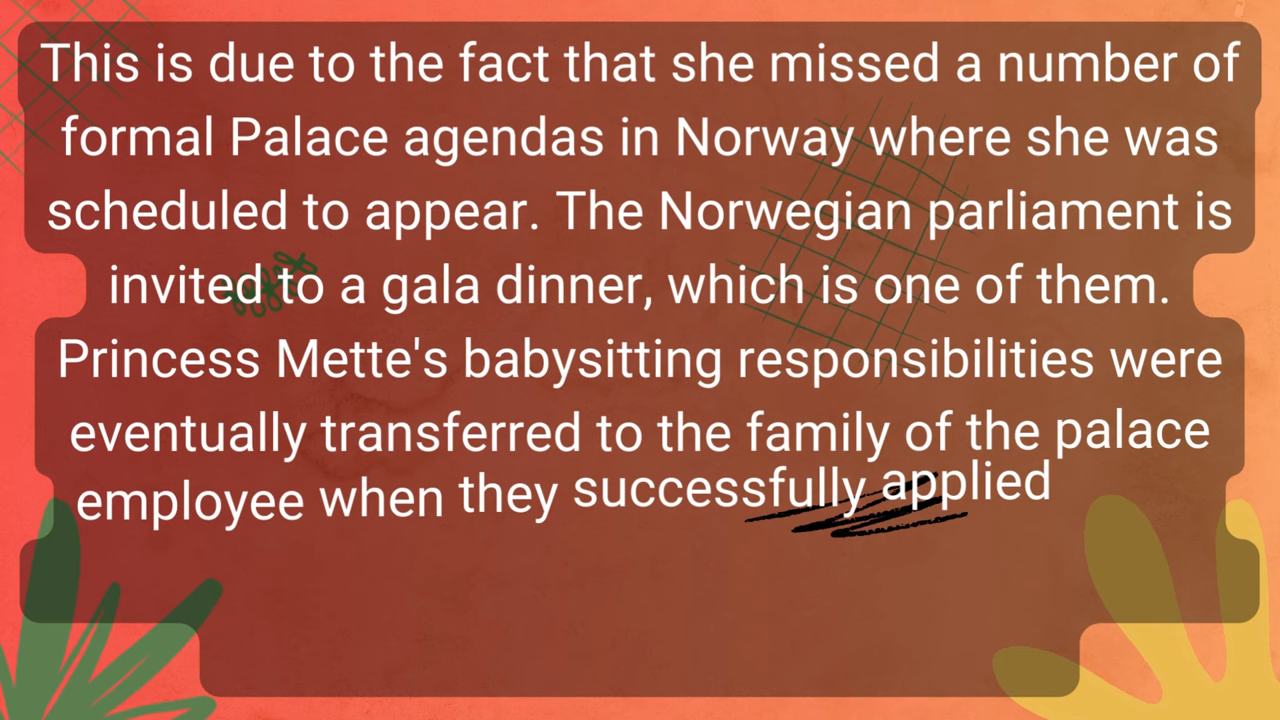 This is due to the fact that she missed a number of
formal Palace agendas in Norway where she was
scheduled to appear. The Norwegian parliament is
invited to a gala dinner, which is one of them.
Princess Mette's babysitting responsibilities were
eventually transferred to the family of the palace
employee when they successfully applied